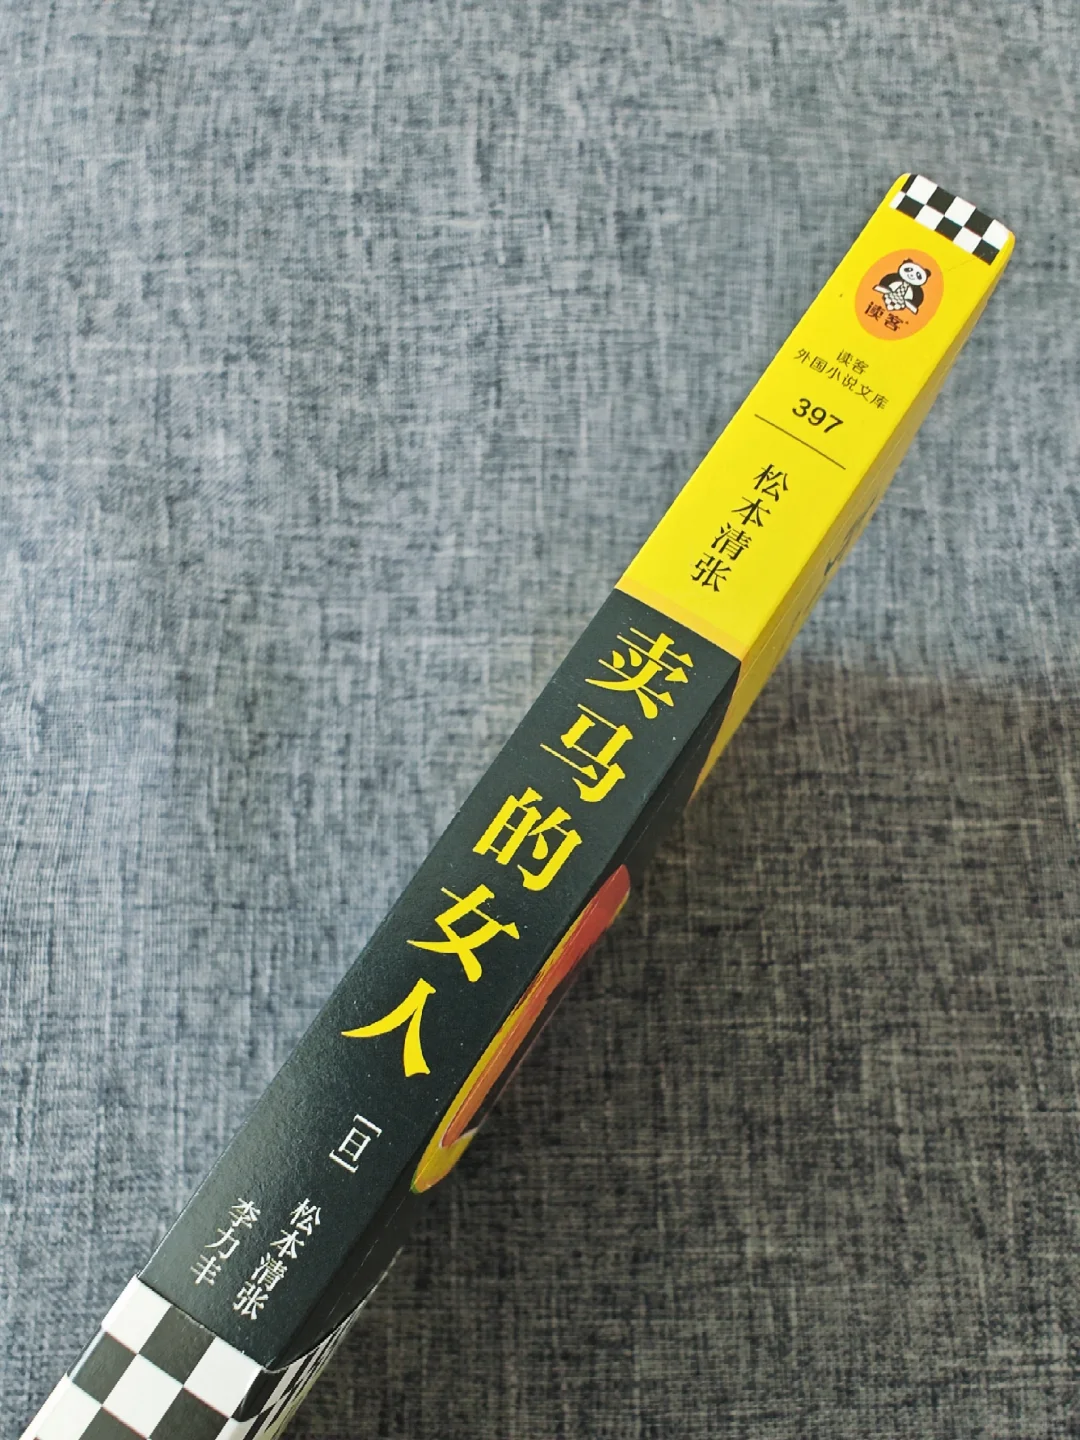 读客
读客
外国小说文库
397
松本清张
卖马的女人
[日]
松本清张
李力丰